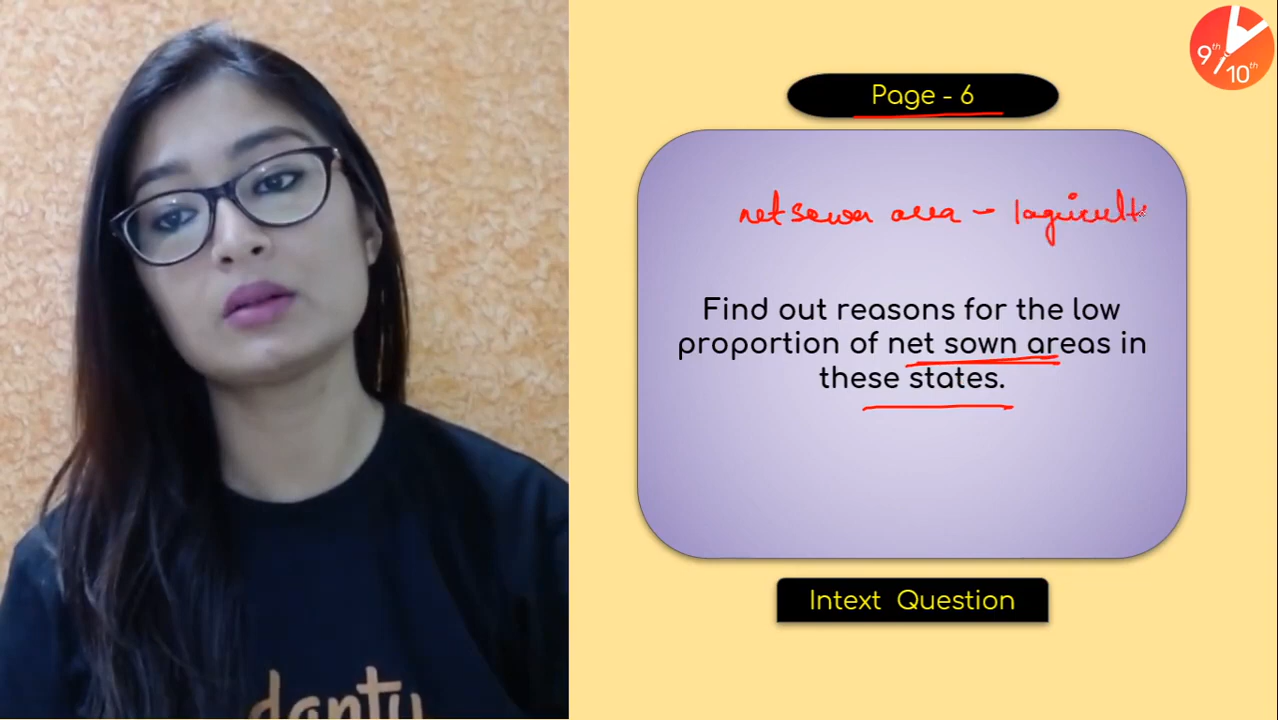 9th 10th
Page - 6
net sown area -
Find out reasons for the low
proportion of net sown areas in
these states.
Intext Question